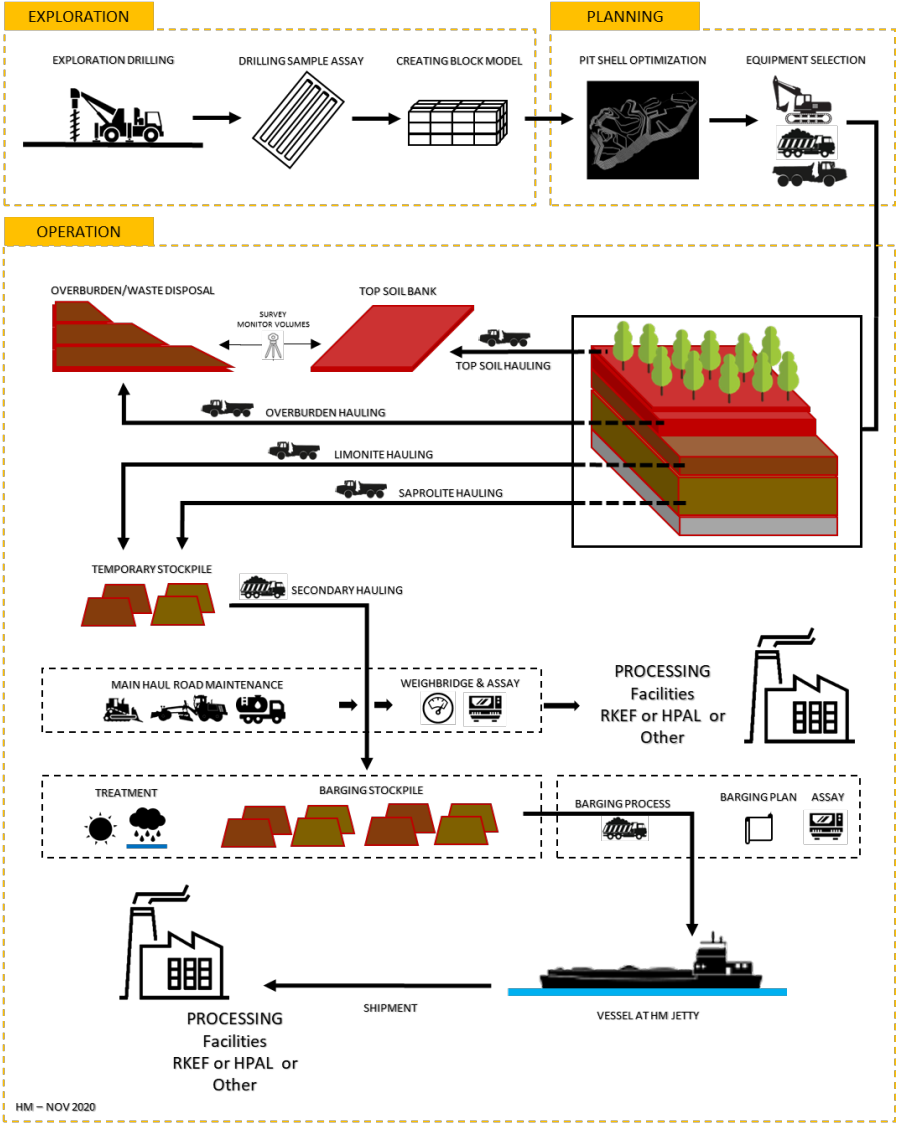 EXPLORATION
PLANNING
EXPLORATION DRILLING
DRILLING SAMPLE ASSAY
CREATING BLOCK MODEL
PIT SHELL OPTIMIZATION
EQUIPMENT SELECTION
OPERATION
OVERBURDEN/WASTE DISPOSAL
TOP SOIL BANK
SURVEY
MONITOR VOLUMES
TOP SOIL HAULING
OVERBURDEN HAULING
LIMONITE HAULING
SAPROLITE HAULING
TEMPORARY STOCKPILE
SECONDARY HAULING
MAIN HAUL ROAD MAINTENANCE
WEIGHBRIDGE & ASSAY
PROCESSING
Facilities
RKEF or HPAL or
Other
TREATMENT
BARGING STOCKPILE
BARGING PROCESS
BARGING PLAN
ASSAY
SHIPMENT
VESSEL AT HM JETTY
PROCESSING
Facilities
RKEF or HPAL or
Other
HM – NOV 2020